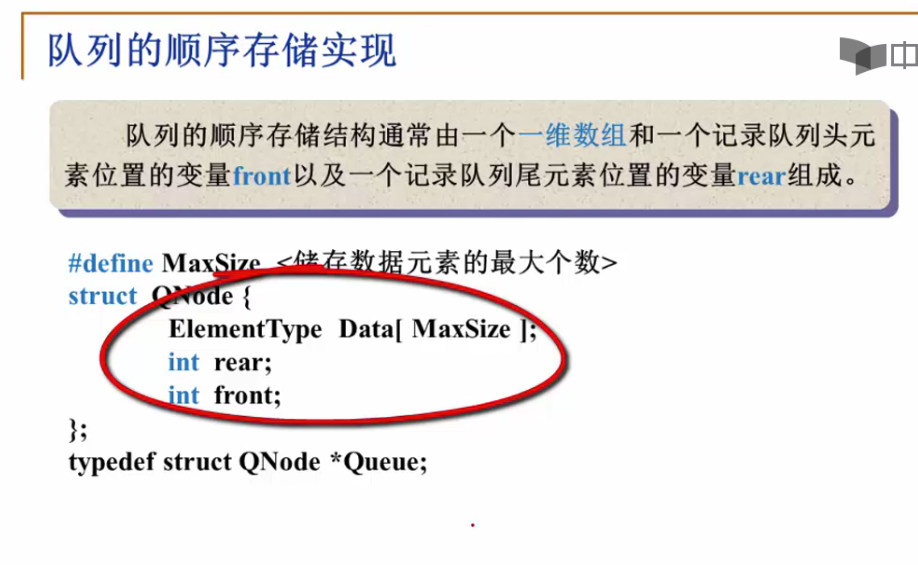 队列的顺序存储实现
中
队列的顺序存储结构通常由一个一维数组和一个记录队列头元
素位置的变量front以及一个记录队列尾元素位置的变量rear组成。
#define MaxSize <储存数据元素的最大个数>
struct QNode {
ElementType Data[ MaxSize ];
int rear;
int front;
};
typedef struct QNode *Queue;